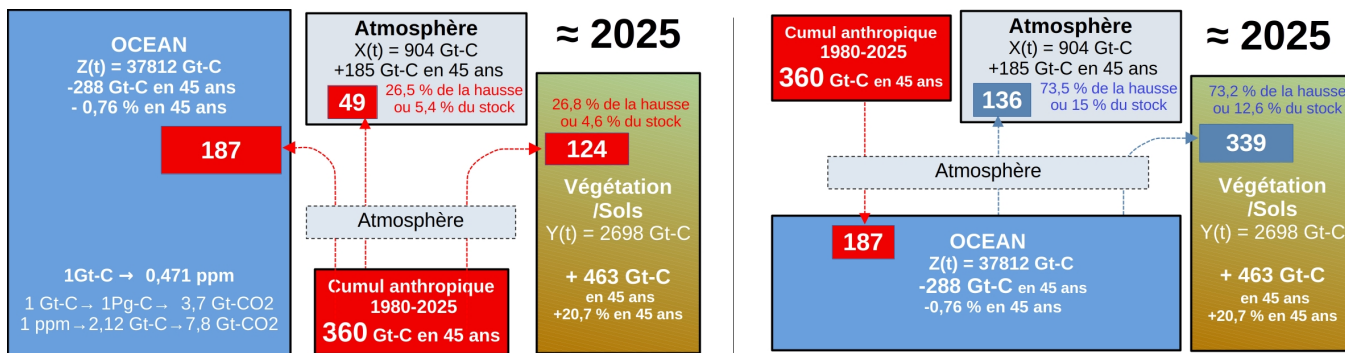 OCEAN
Z(t) = 37812 Gt-C
-288 Gt-C en 45 ans
- 0,76 % en 45 ans
187
1Gt-C → 0,471 ppm
1 Gt-C→ 1Pg-C→ 3,7 Gt-CO2
1 ppm→2,12 Gt-C→7,8 Gt-CO2
Atmosphère
X(t) = 904 Gt-C
+185 Gt-C en 45 ans
49
26,5 % de la hausse
ou 5,4 % du stock
Atmosphère
Cumul anthropique
1980-2025
360 Gt-C en 45 ans
≈ 2025
26,8 % de la hausse
ou 4,6 % du stock
124
Végétation
/Sols
Y(t) = 2698 Gt-C
+ 463 Gt-C
en 45 ans
+20,7 % en 45 ans
Cumul anthropique
1980-2025
360 Gt-C en 45 ans
Atmosphère
X(t) = 904 Gt-C
+185 Gt-C en 45 ans
136
73,5% de la hausse
ou 15 % du stock
Atmosphère
187
OCEAN
Z(t) = 37812 Gt-C
-288 Gt-C en 45 ans
-0,76 % en 45 ans
≈ 2025
73,2 % de la hausse
ou 12,6 % du stock
339
Végétation
/Sols
Y(t) = 2698 Gt-C
+ 463 Gt-C
en 45 ans
+20,7 % en 45 ans